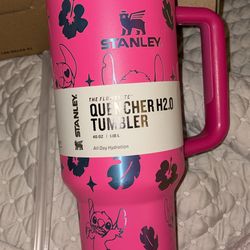 STANLEY
STANLEY
THE FLOWSTATE
QUENCHER H2.0
TUMBLER
40 OZ | 1.18 L
All Day Hydration